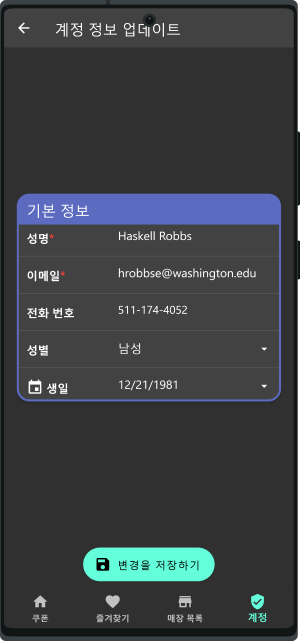 계정 정보 업데이트
기본 정보
성명* Haskell Robbs
이메일* hrobbse@washington.edu
전화 번호 511-174-4052
성별 남성
생일 12/21/1981
변경을 저장하기
쿠폰 즐겨찾기 매장 목록 계정